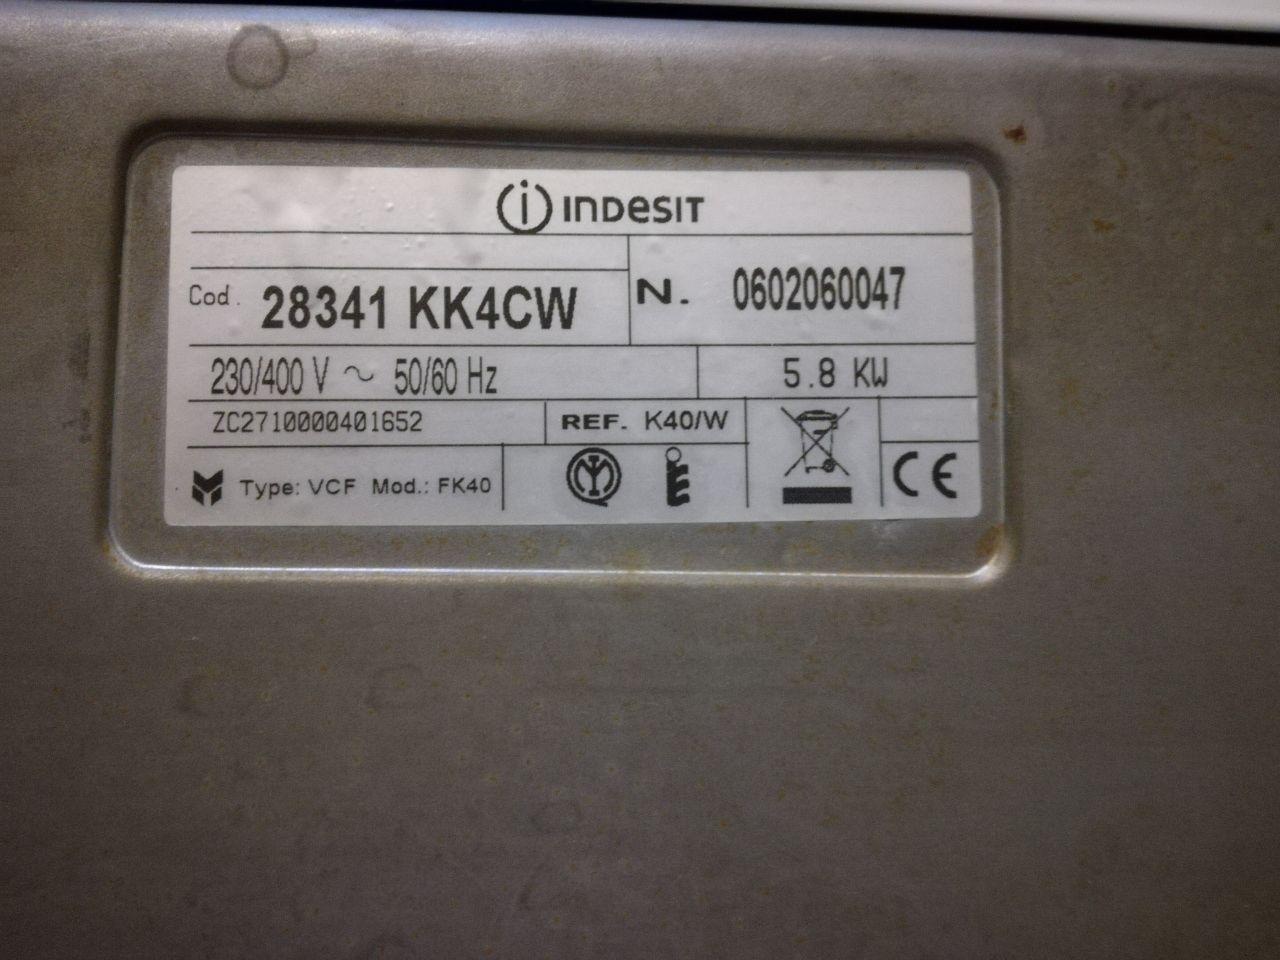 INDESIT
Cod. 28341 KK4CW N. 0602060047
230/400 V ~ 50/60 Hz 5.8 KW
ZC2710000401652 REF. K40/W
Type: VCF Mod.: FK40 CE